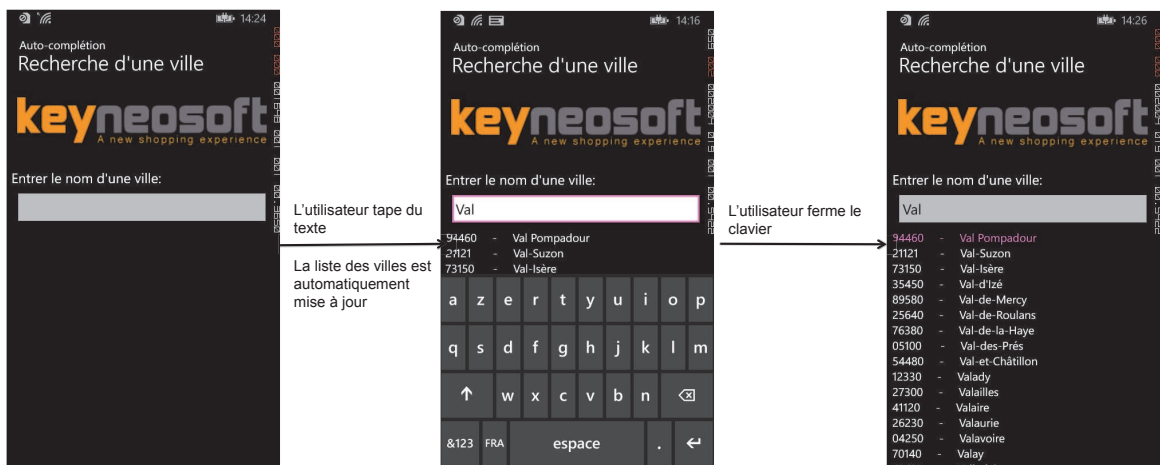 14:24
Auto-complétion
Recherche d'une ville
keyneosoft
A new shopping experience
Entrer le nom d'une ville:
L'utilisateur tape du
texte
La liste des villes est
automatiquement
mise à jour
14:16
Auto-complétion
Recherche d'une ville
keyneosoft
A new shopping experience
Entrer le nom d'une ville:
Val
94460 - Val Pompadour
21121 - Val-Suzon
73150 - Val-Isère
a z e r t y u i o p
q s d f g h j k l m
w x c v b n
&123 FRA espace .
L'utilisateur ferme le
clavier
14:26
Auto-complétion
Recherche d'une ville
keyneosoft
A new shopping experience
Entrer le nom d'une ville:
Val
94460 - Val Pompadour
21121 - Val-Suzon
73150 - Val-Isère
35450 - Val-d'Izé
89580 - Val-de-Mercy
25640 - Val-de-Roulans
76380 - Val-de-la-Haye
05100 - Val-des-Prés
54480 - Val-et-Châtillon
12330 - Valady
27300 - Valailles
41120 - Valaire
26230 - Valaurie
04250 - Valavoire
70140 - Valay